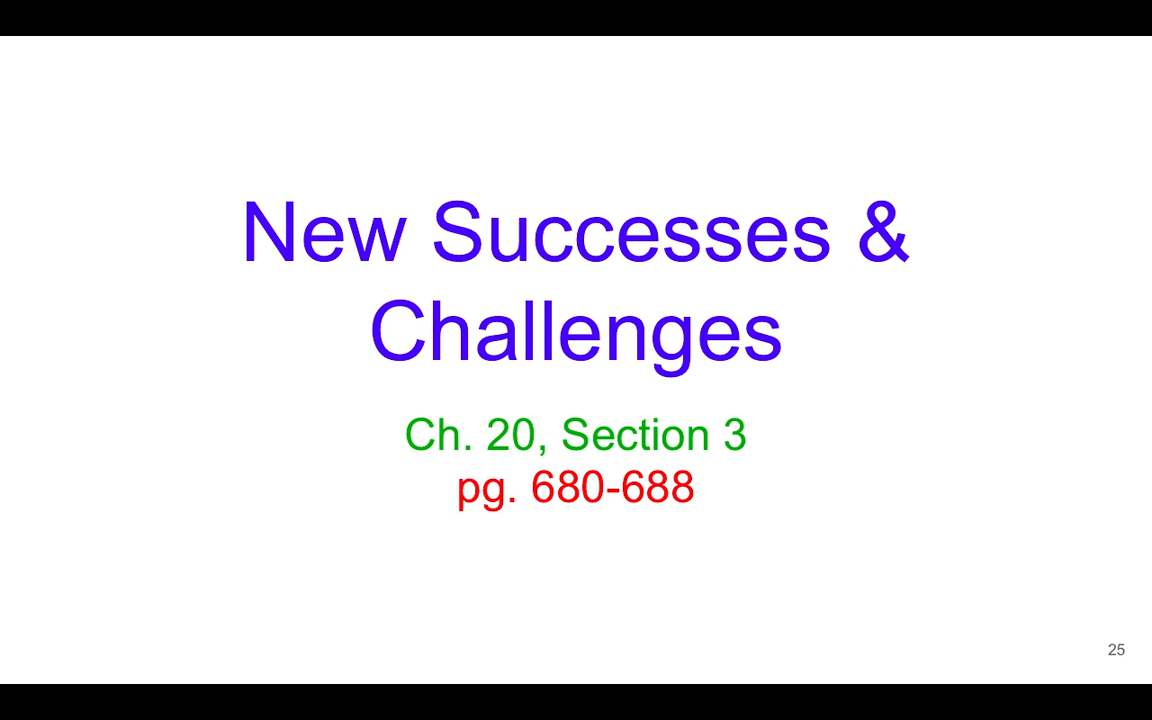 New Successes &
Challenges
Ch. 20, Section 3
pg. 680-688
25